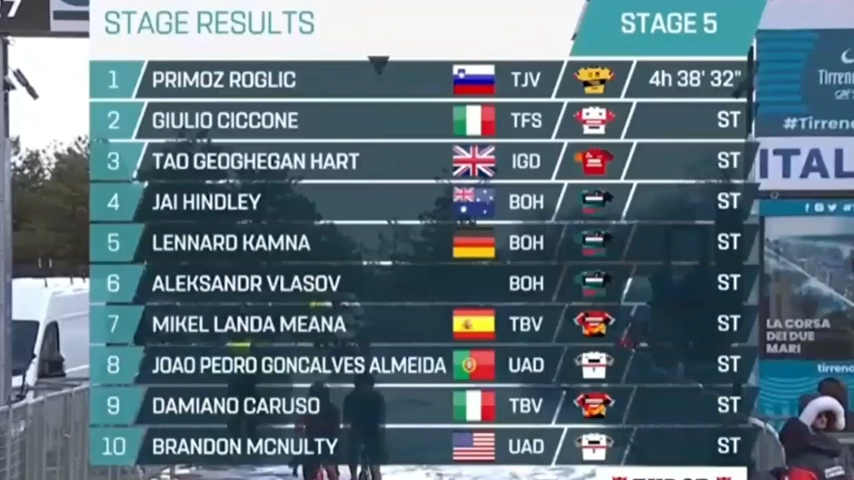 STAGE RESULTS STAGE 5
1 PRIMOZ ROGLIC TJV 4h 38' 32"
2 GIULIO CICCONE TFS ST
3 TAO GEOGHEGAN HART IGD ST
4 JAI HINDLEY BOH ST
5 LENNARD KAMNA BOH ST
6 ALEKSANDR VLASOV BOH ST
7 MIKEL LANDA MEANA TBV ST
8 JOAO PEDRO GONCALVES ALMEIDA UAD ST
9 DAMIANO CARUSO TBV ST
10 BRANDON MCNULTY UAD ST
27
Tirren
#Tirren
ITAL
LA CORSA
DEI DUE
MARI
tirren